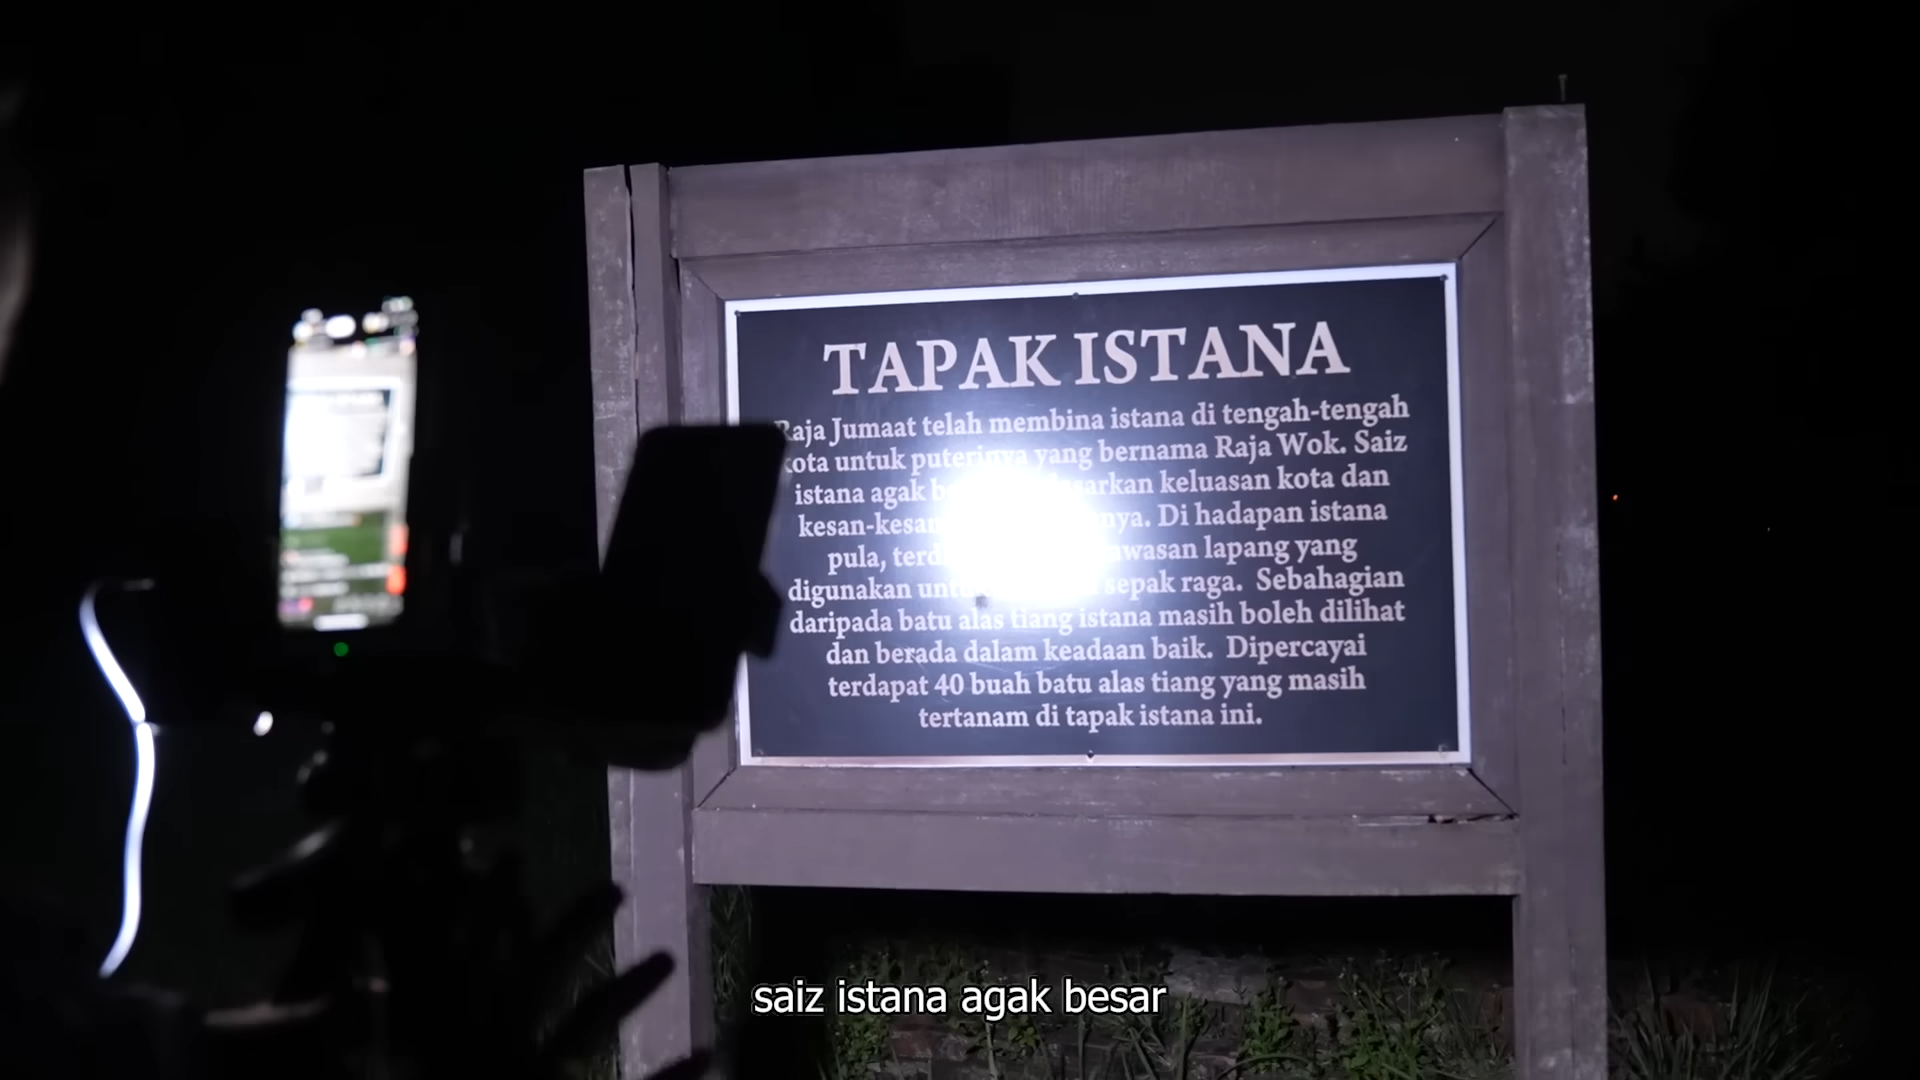 TAPAK ISTANA
Raja Jumaat telah membina istana di tengah-tengah
kota untuk puterinya yang bernama Raja Wok. Saiz
istana agak keluasan kota dan
kesan-kesan Di hadapan istana
pula, lapang yang
digunakan sepak raga. Sebahagian
daripada batu alas tiang istana masih boleh dilihat
dan berada dalam keadaan baik. Dipercayai
terdapat 40 buah batu alas tiang yang masih
tertanam di tapak istana ini.
saiz istana agak besar